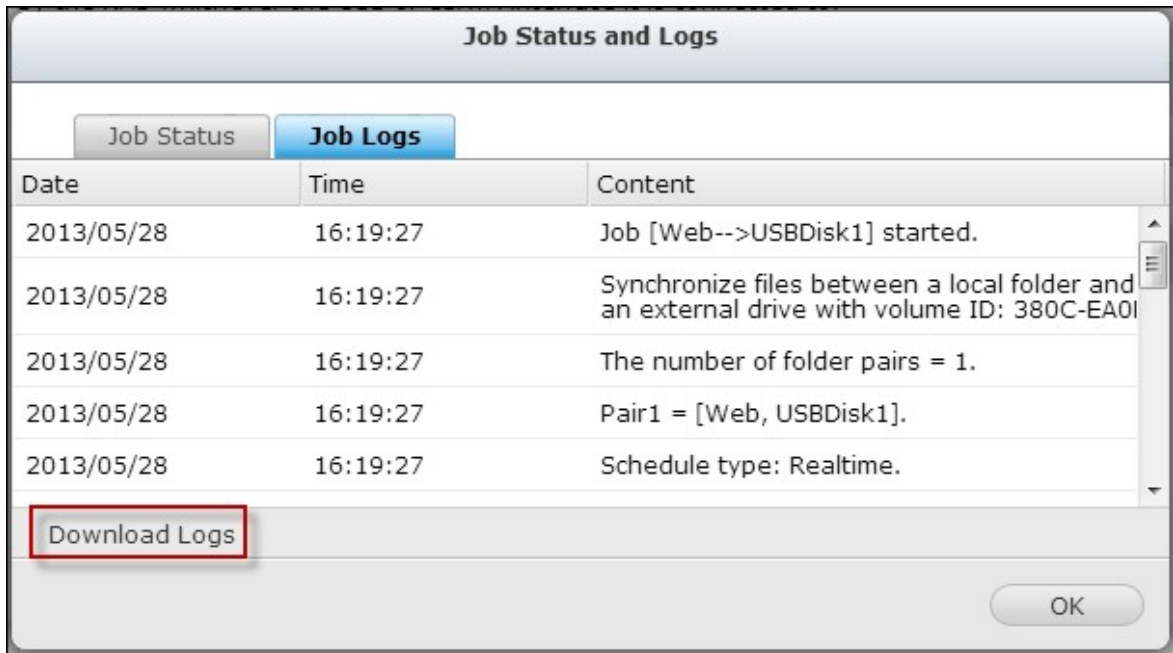 Job Status and Logs
Job Status
Job Logs
Date Time Content
2013/05/28 16:19:27 Job [Web-->USBDisk1] started.
2013/05/28 16:19:27 Synchronize files between a local folder and
an external drive with volume ID:
2013/05/28 16:19:27 The number of folder pairs = 1.
2013/05/28 16:19:27 Pair1 = [Web, USBDisk1].
2013/05/28 16:19:27 Schedule type: Realtime.
Download Logs
OK